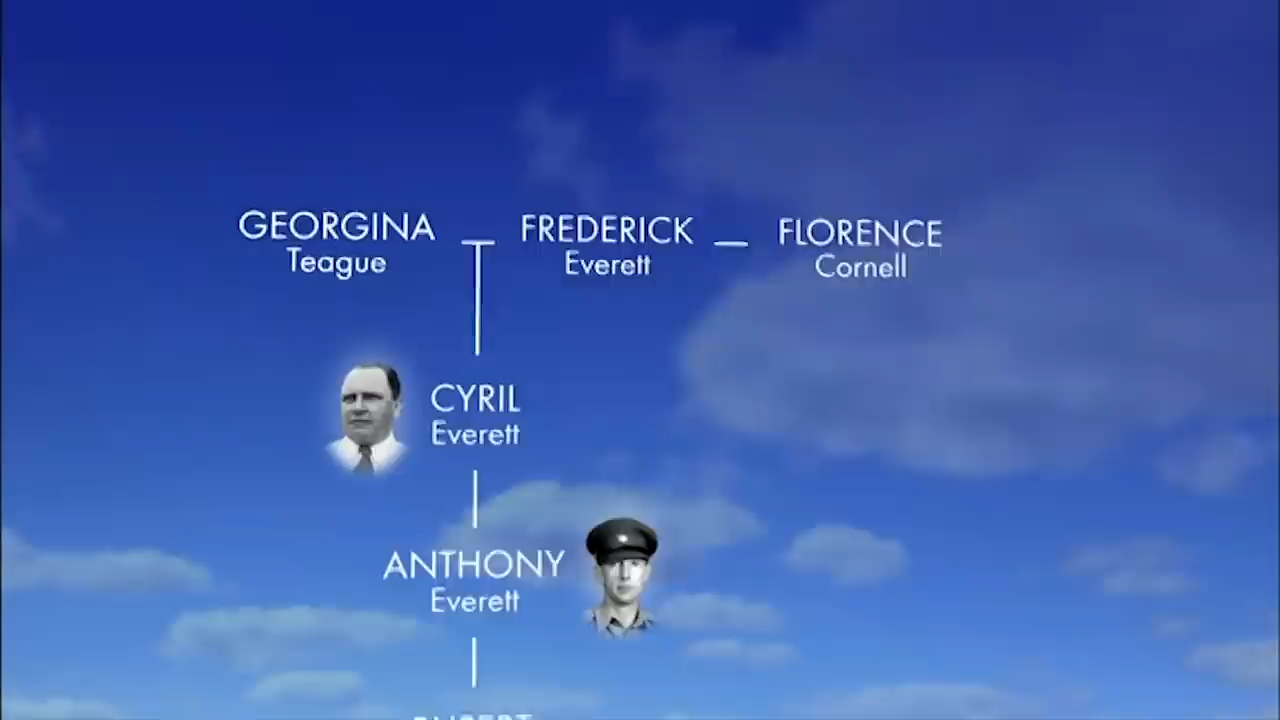 GEORGINA
Teague
FREDERICK
Everett
FLORENCE
Cornell
CYRIL
Everett
ANTHONY
Everett